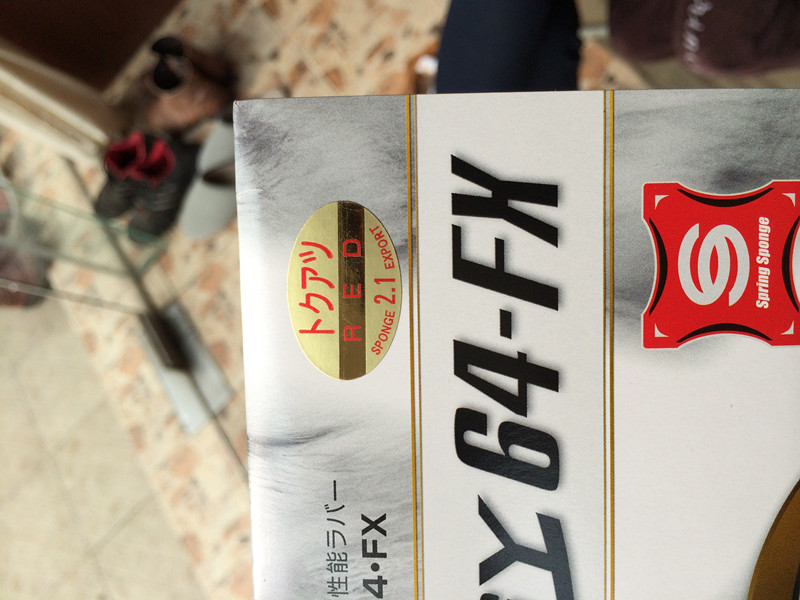 トクアツ
RED
SPONGE 2.1 EXPORT
性能ラバー
4・FX
64-FX
Spring Sponge